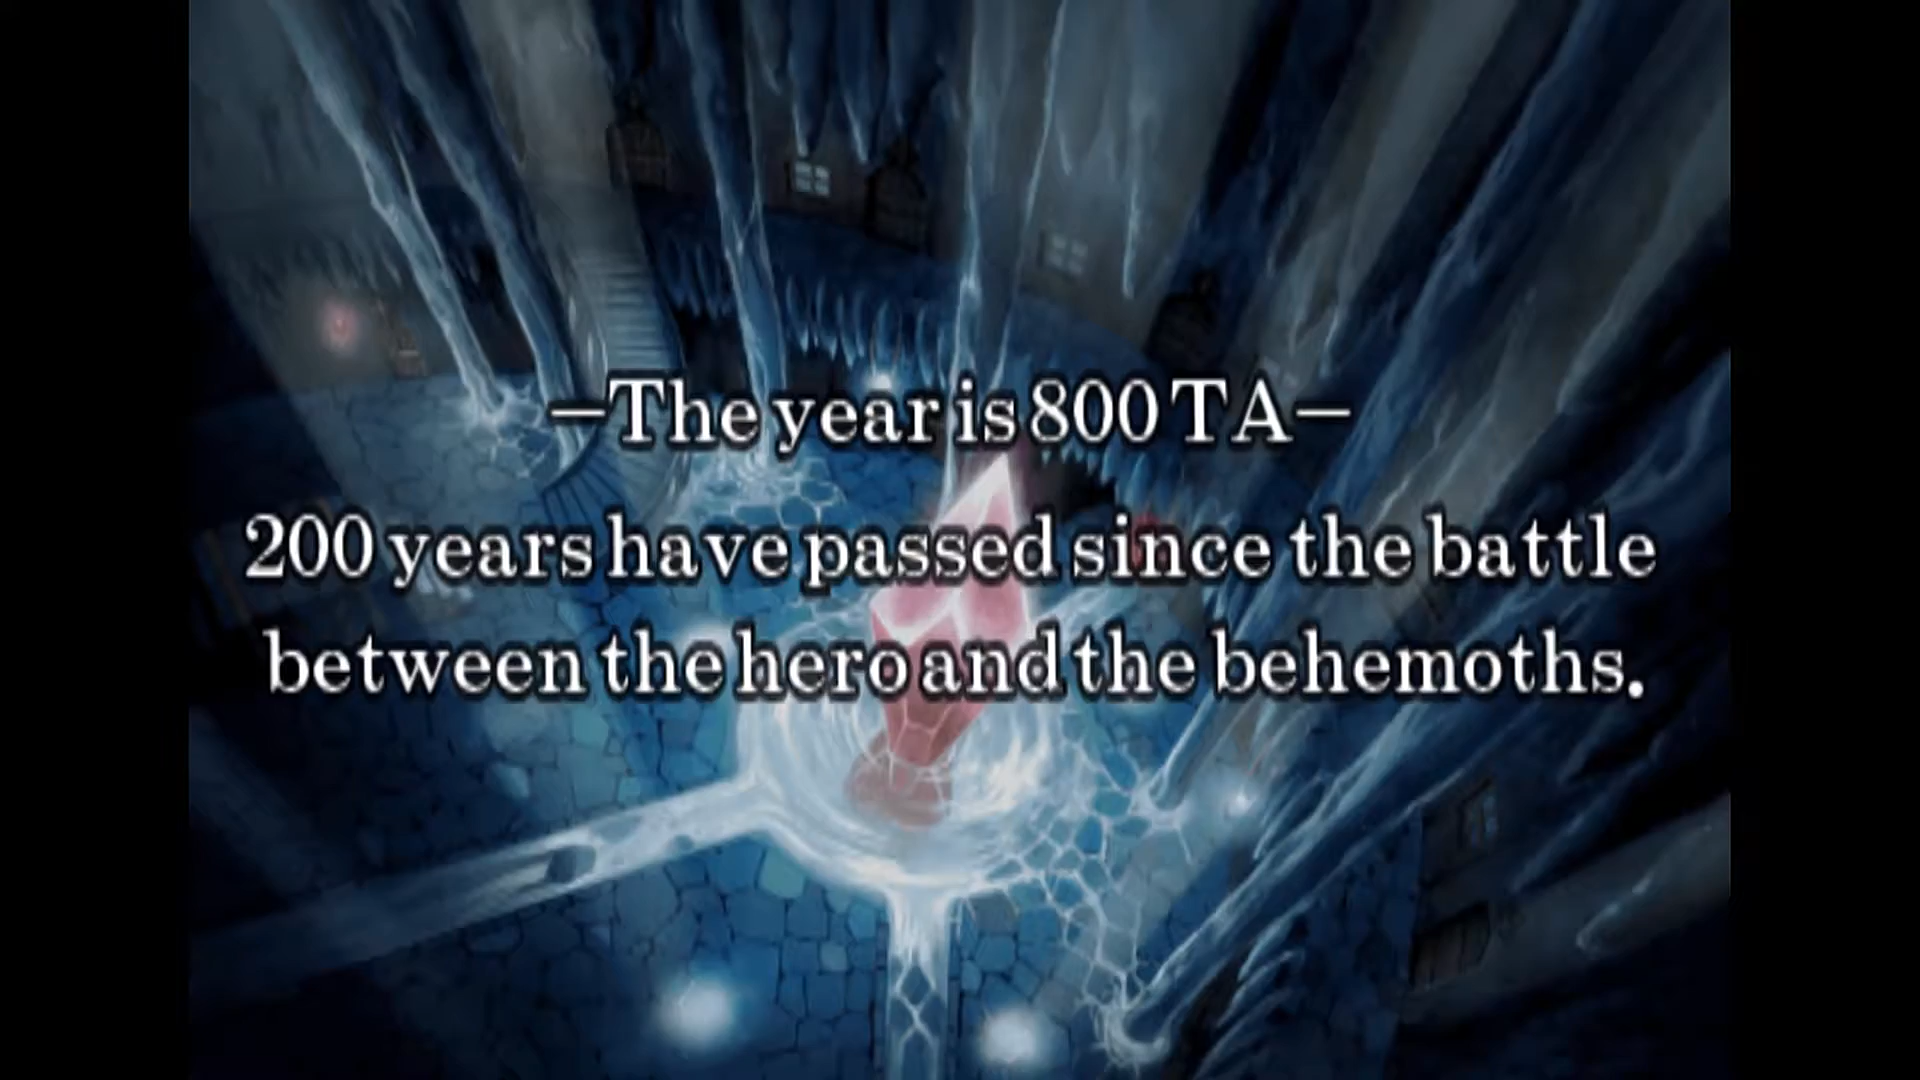 —The year is 800 TA—
200 years have passed since the battle
between the hero and the behemoths.